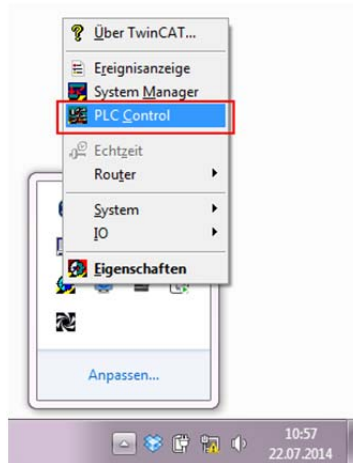 Über TwinCAT...
Ereignisanzeige
System Manager
PLC Control
Echtzeit
Router
System
IO
Eigenschaften
Anpassen...
10:57
22.07.2014